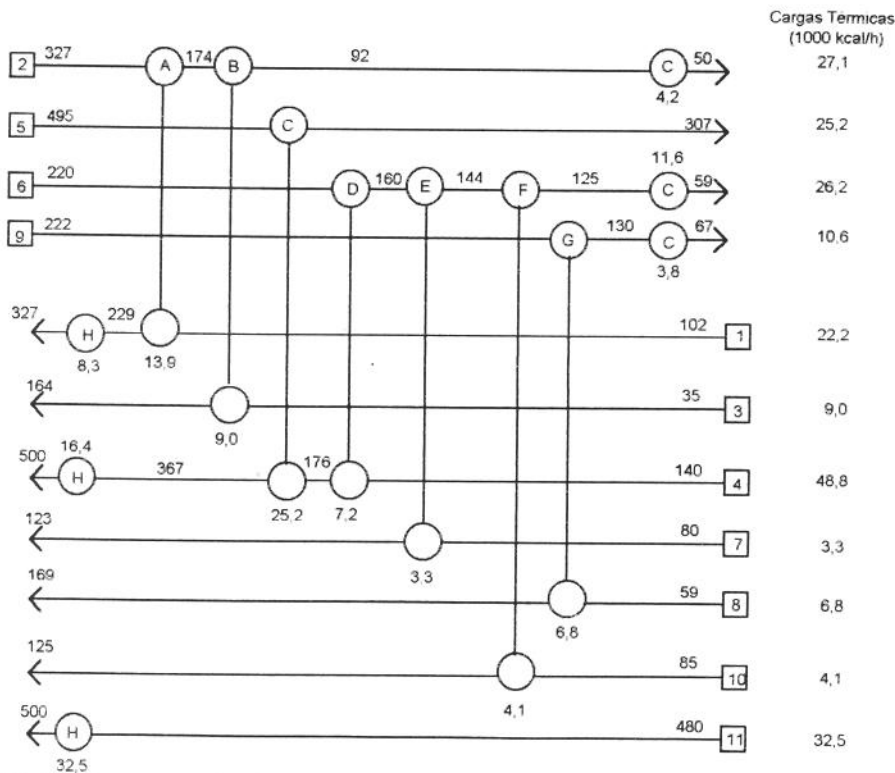 Cargas Térmicas
(1000 kcal/h)
2 327 A 174 B 92 C 50 27,1
4,2
5 495 C 307 25,2
11,6
6 220 D 160 E 144 F 125 C 59 26,2
9 222 G 130 C 67 10,6
3,8
327 H 229 102 1 22,2
8,3 13,9
164 35 3 9,0
9,0
16,4
500 H 367 176 140 4 48,8
25,2 7,2
123 80 7 3,3
3,3
169 59 8 6,8
6,8
125 85 10 4,1
4,1
500 H 480 11 32,5
32,5